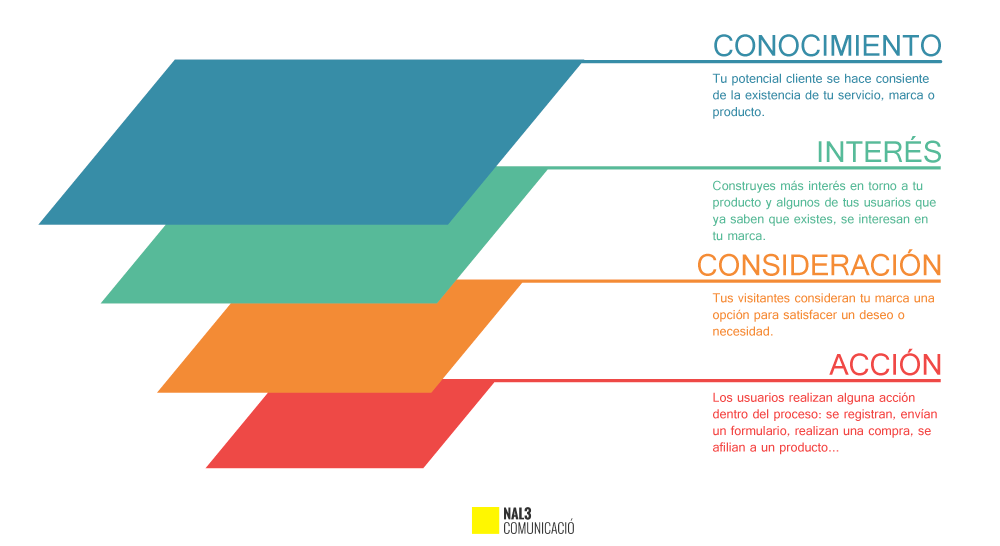 CONOCIMIENTO
Tu potencial cliente se hace consiente
de la existencia de tu servicio, marca o
producto.
INTERÉS
Construyes más interés en torno a tu
producto y algunos de tus usuarios que
ya saben que existes, se interesan en
tu marca.
CONSIDERACIÓN
Tus visitantes consideran tu marca una
opción para satisfacer un deseo o
necesidad.
ACCIÓN
Los usuarios realizan alguna acción
dentro del proceso: se registran, envían
un formulario, realizan una compra, se
afilian a un producto...
NAL3
COMUNICACIÓ